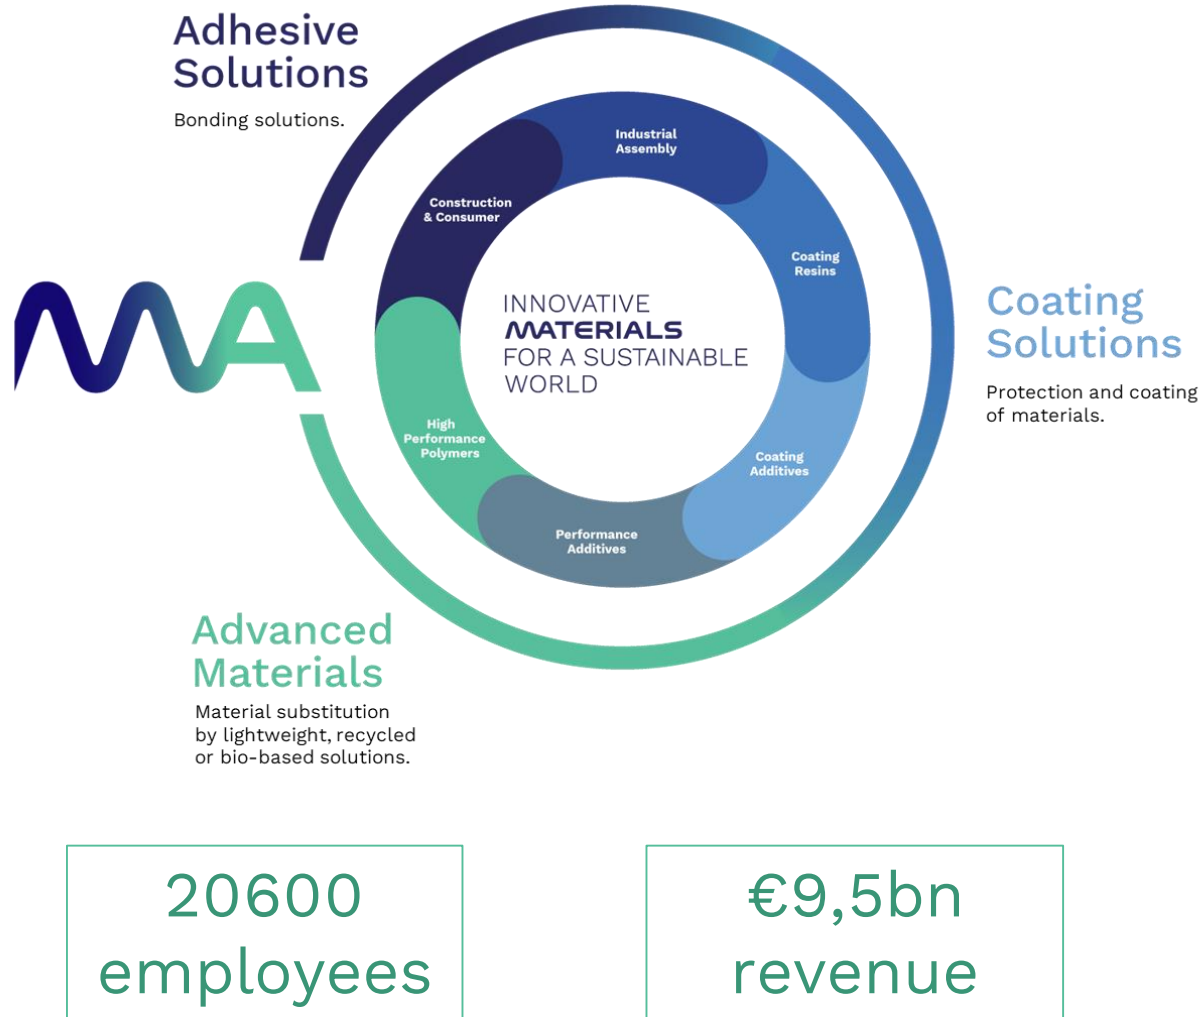 Adhesive
Solutions
Bonding solutions.
Industrial
Assembly
Construction
& Consumer
Coating
Resins
MA
INNOVATIVE
MATERIALS
FOR A SUSTAINABLE
WORLD
Coating
Solutions
Protection and coating
of materials.
High
Performance
Polymers
Coating
Additives
Performance
Additives
Advanced
Materials
Material substitution
by lightweight, recycled
or bio-based solutions.
20600
employees
€9,5bn
revenue